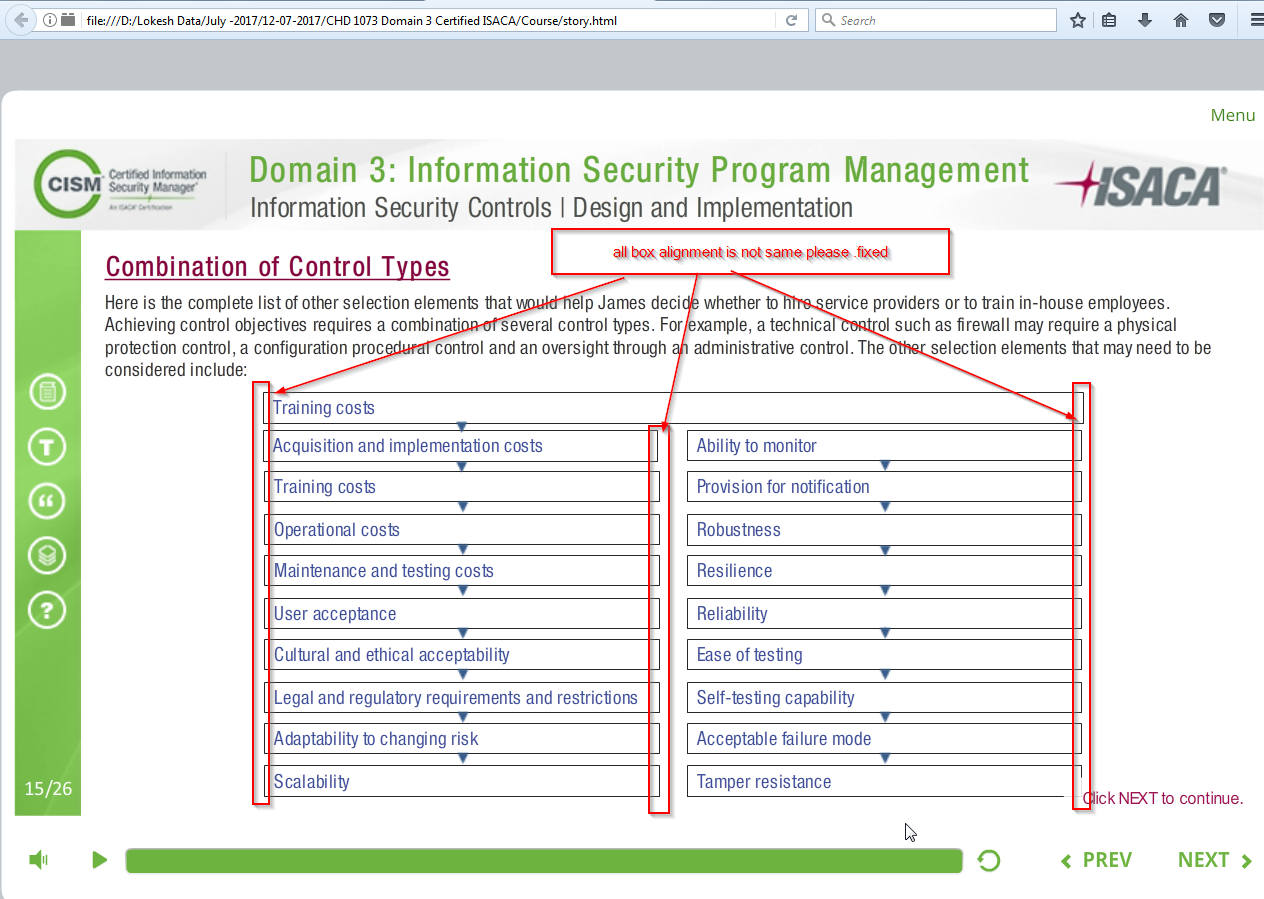 file:///D:/Lokesh Data/July -2017/12-07-2017/CHD 1073 Domain 3 Certified ISACA/Course/story.html
Search
Menu
CISM
Certified Information
Security Manager®
An ISACA® Certification
Domain 3: Information Security Program Management
ISACA®
Information Security Controls | Design and Implementation
all box alignment is not same please .fixed
Combination of Control Types
Here is the complete list of other selection elements that would help James decide whether to hire service providers or to train in-house employees.
Achieving control objectives requires a combination of several control types. For example, a technical control such as firewall may require a physical
protection control, a configuration procedural control and an oversight through an administrative control. The other selection elements that may need to be
considered include:
Training costs
Acquisition and implementation costs
Training costs
Operational costs
Maintenance and testing costs
User acceptance
Cultural and ethical acceptability
Legal and regulatory requirements and restrictions
Adaptability to changing risk
Scalability
Ability to monitor
Provision for notification
Robustness
Resilience
Reliability
Ease of testing
Self-testing capability
Acceptable failure mode
Tamper resistance
T
“
?
15/26
Click NEXT to continue.
PREV
NEXT